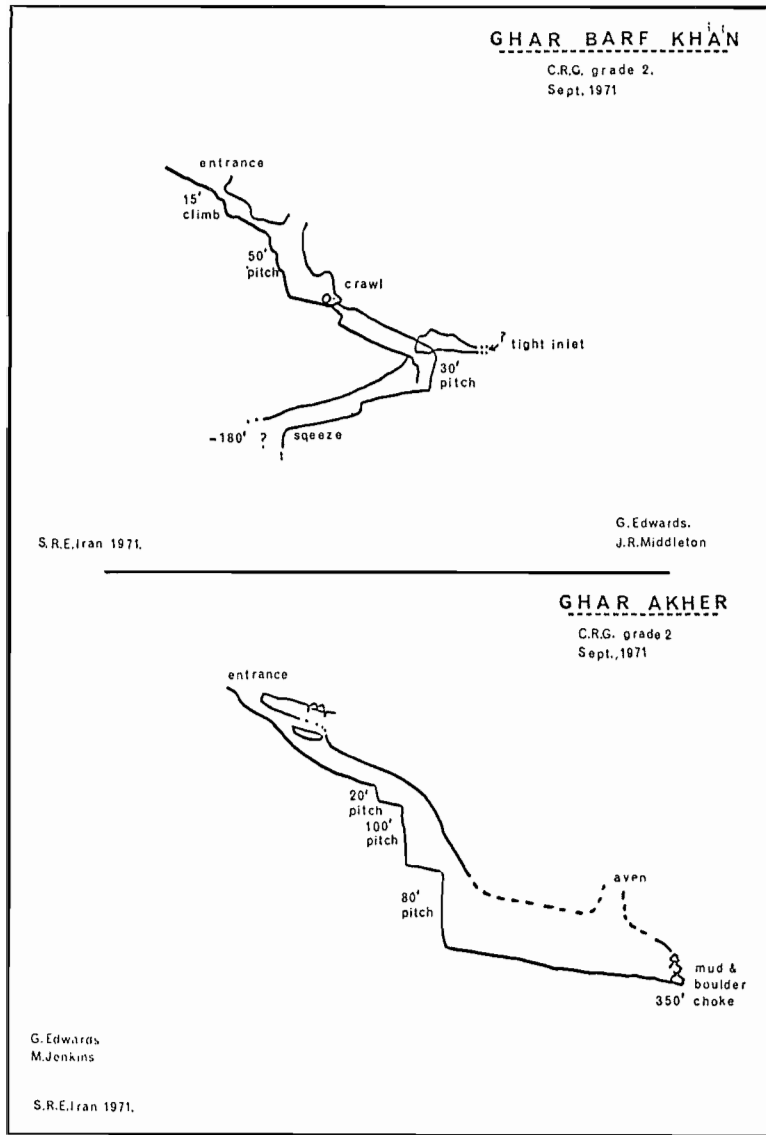 GHAR BARF KHAN
C.R.G. grade 2.
Sept. 1971
entrance
15'
climb
50'
pitch
crawl
? tight inlet
30'
pitch
-180' ?
sqeeze
S.R.E.Iran 1971.
G.Edwards.
J.R.Middleton
GHAR AKHER
C.R.G. grade 2
Sept.,1971
entrance
20'
pitch
100'
pitch
80'
pitch
aven
mud &
boulder
350' choke
G.Edwards
M.Jenkins
S.R.E.Iran 1971.